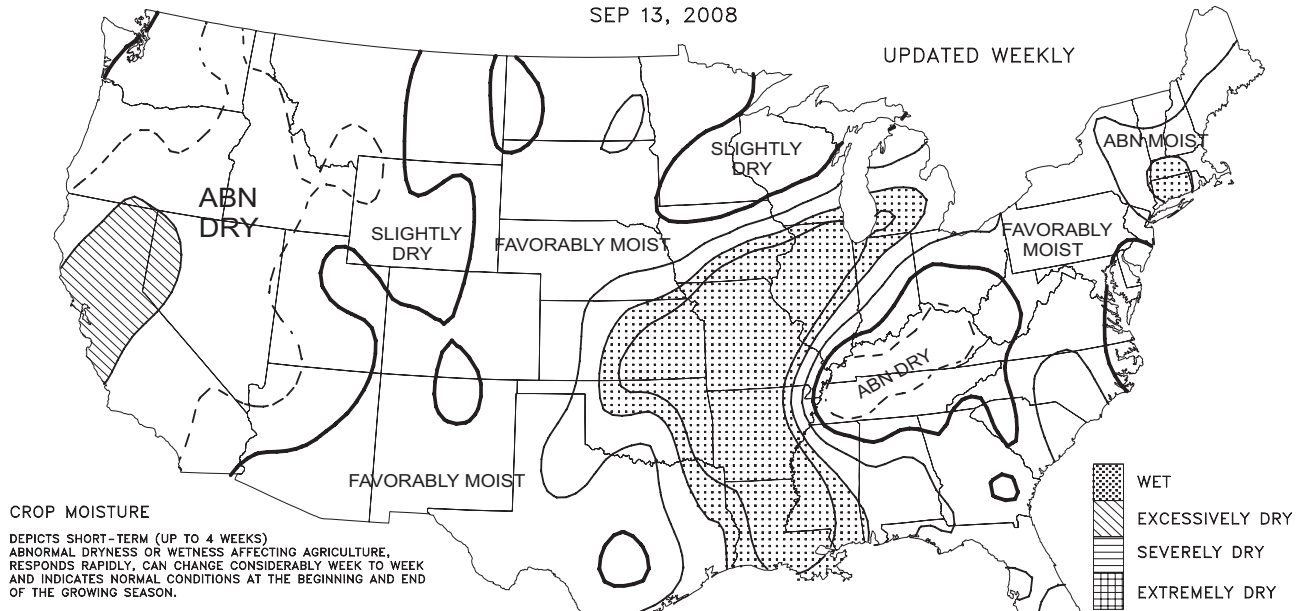 SEP 13, 2008
UPDATED WEEKLY
SLIGHTLY
DRY
ABN MOIST
ABN
DRY
SLIGHTLY
DRY
FAVORABLY MOIST
FAVORABLY
MOIST
ABN DRY
2
FAVORABLY MOIST
WET
EXCESSIVELY DRY
SEVERELY DRY
EXTREMELY DRY
CROP MOISTURE
DEPICTS SHORT-TERM (UP TO 4 WEEKS)
ABNORMAL DRYNESS OR WETNESS AFFECTING AGRICULTURE,
RESPONDS RAPIDLY, CAN CHANGE CONSIDERABLY WEEK TO WEEK
AND INDICATES NORMAL CONDITIONS AT THE BEGINNING AND END
OF THE GROWING SEASON.